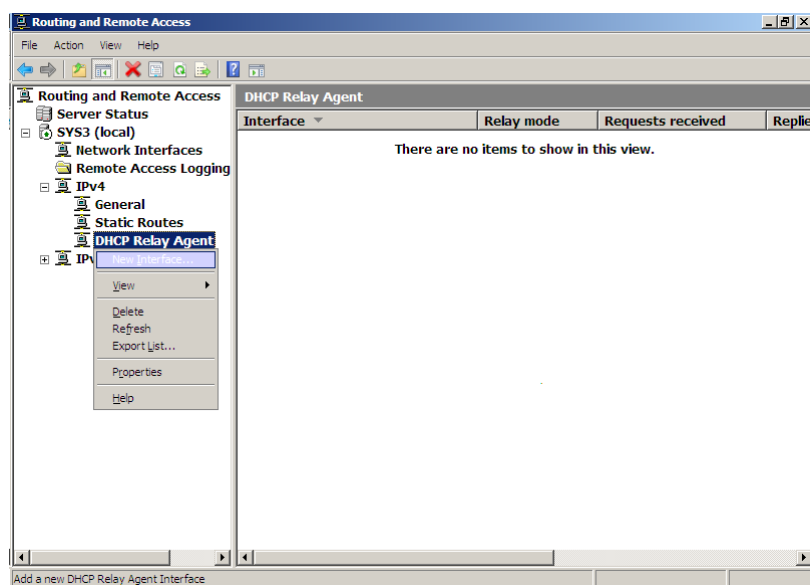 Routing and Remote Access
File Action View Help
Routing and Remote Access
Server Status
SYS3 (local)
Network Interfaces
Remote Access Logging
IPv4
General
Static Routes
DHCP Relay Agent
IPv
New Interface...
View
Delete
Refresh
Export List...
Properties
Help
DHCP Relay Agent
Interface Relay mode Requests received Replie
There are no items to show in this view.
Add a new DHCP Relay Agent Interface